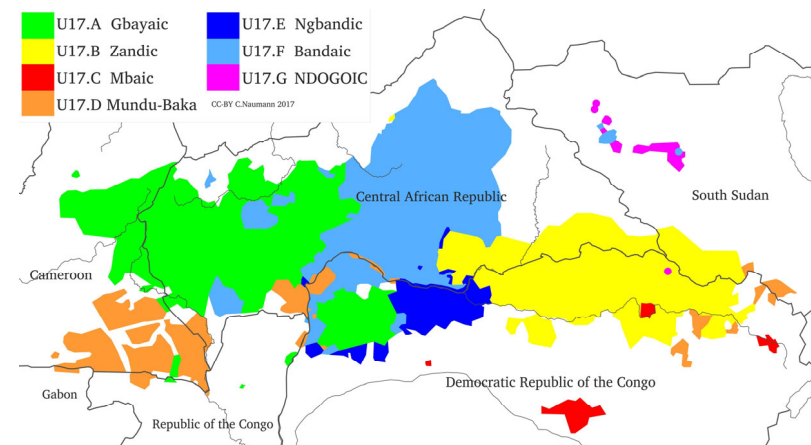 U17.A Gbayaic
U17.B Zandic
U17.C Mbaic
U17.D Mundu-Baka
U17.E Ngbandic
U17.F Bandaic
U17.G NDOGOIC
CC-BY C.Naumann 2017
Central African Republic
South Sudan
Cameroon
Democratic Republic of the Congo
Gabon
Republic of the Congo